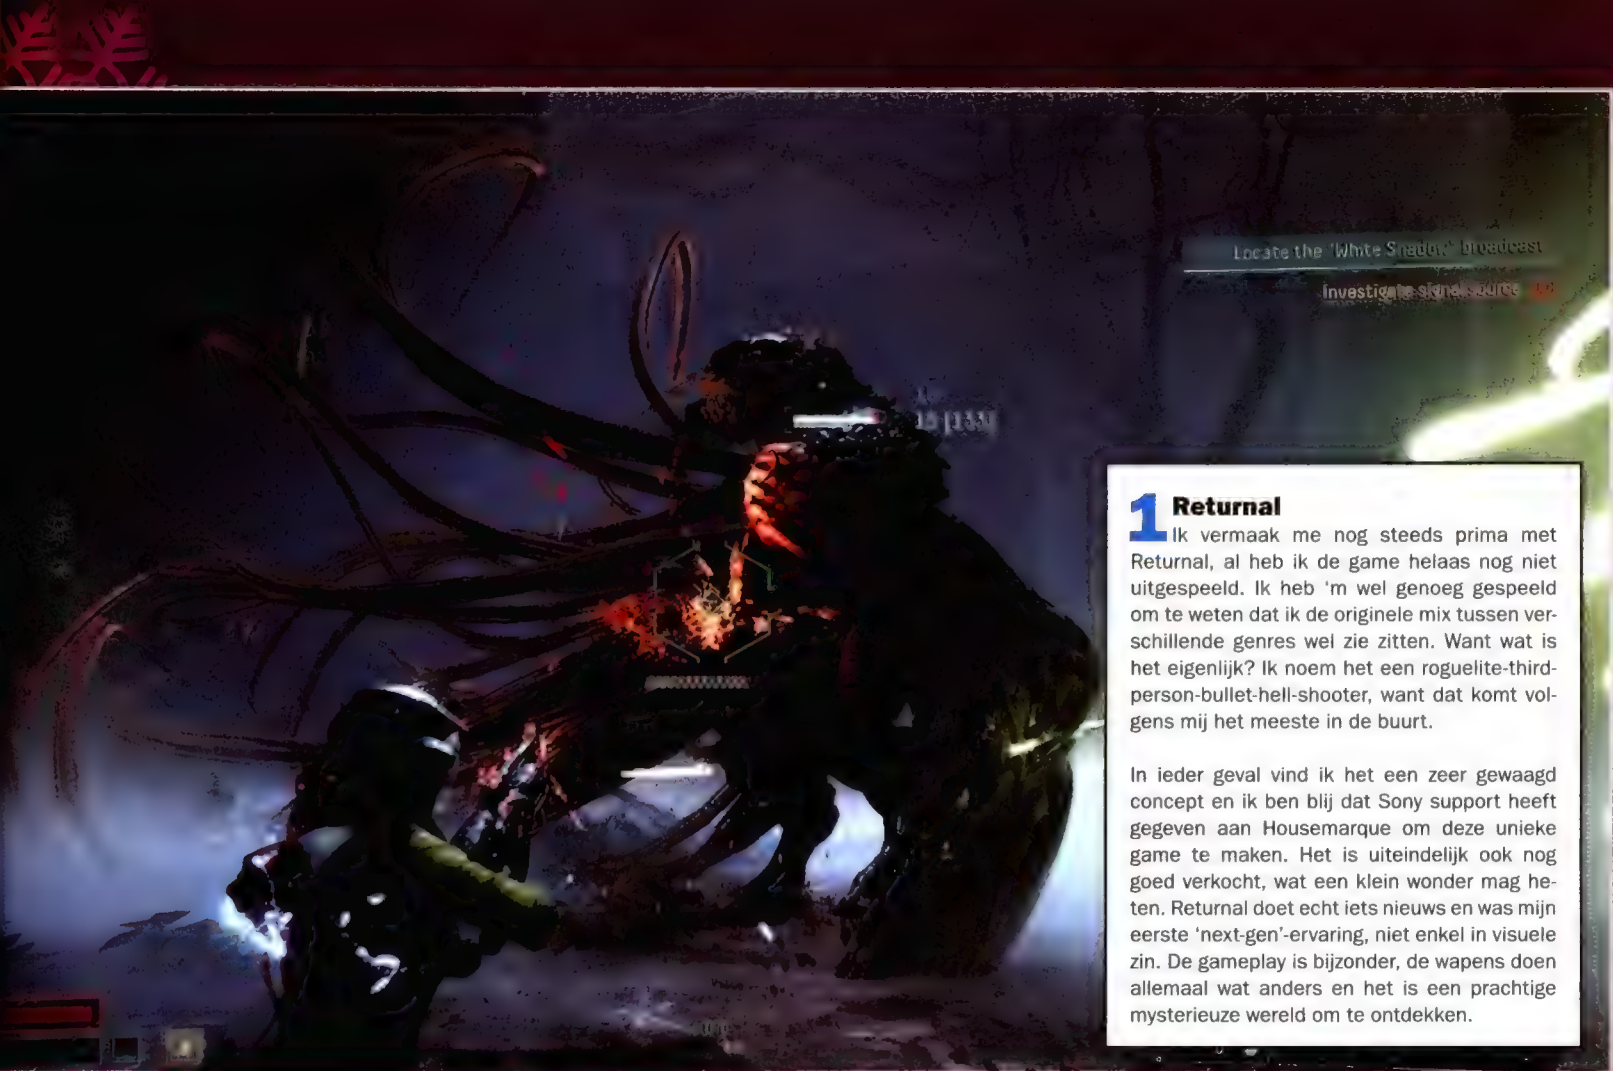 Locate the 'White Shadow' broadcast
Investigate signal source
15 [133]
1 Returnal
Ik vermaak me nog steeds prima met
Returnal, al heb ik de game helaas nog niet
uitgespeeld. Ik heb ‘m wel genoeg gespeeld
om te weten dat ik de originele mix tussen ver-
schillende genres wel zie zitten. Want wat is
het eigenlijk? Ik noem het een roguelite-third-
person-bullet-hell-shooter, want dat komt vol-
gens mij het meeste in de buurt.
In ieder geval vind ik het een zeer gewaagd
concept en ik ben blij dat Sony support heeft
gegeven aan Housemarque om deze unieke
game te maken. Het is uiteindelijk ook nog
goed verkocht, wat een klein wonder mag he-
ten. Returnal doet echt iets nieuws en was mijn
eerste ‘next-gen’-ervaring, niet enkel in visuele
zin. De gameplay is bijzonder, de wapens doen
allemaal wat anders en het is een prachtige
mysterieuze wereld om te ontdekken.